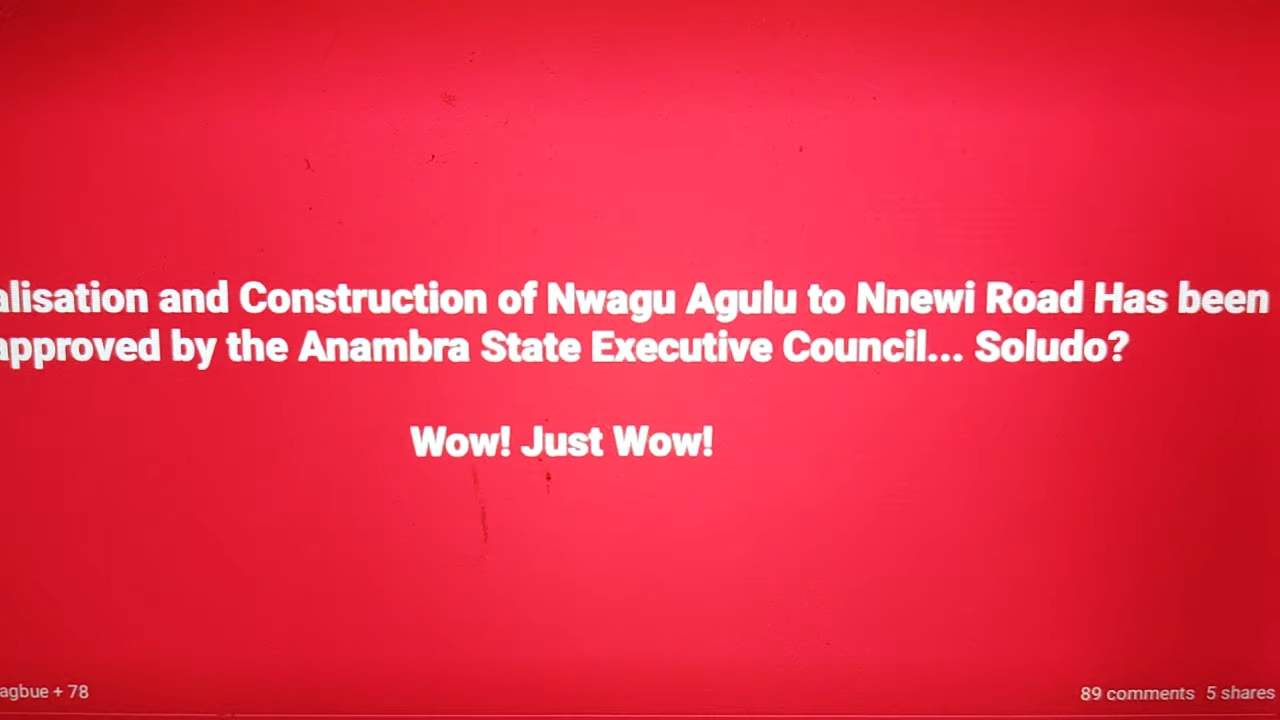 alisation and Construction of Nwagu Agulu to Nnewi Road Has been
approved by the Anambra State Executive Council... Soludo?
Wow! Just Wow!
agbue + 78
89 comments 5 shares